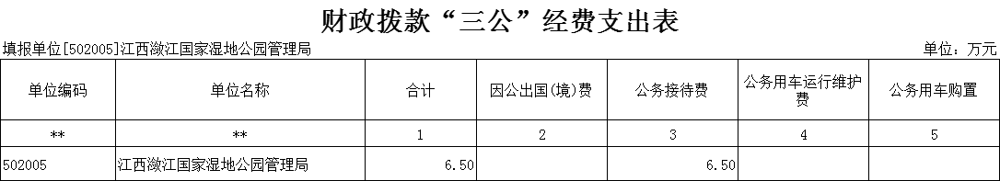 财政拨款“三公”经费支出表
填报单位[502005]江西潋江国家湿地公园管理局 单位：万元
单位编码 单位名称 合计 因公出国(境)费 公务接待费 公务用车运行维护费 公务用车购置
** ** 1 2 3 4 5
502005 江西潋江国家湿地公园管理局 6.50 6.50